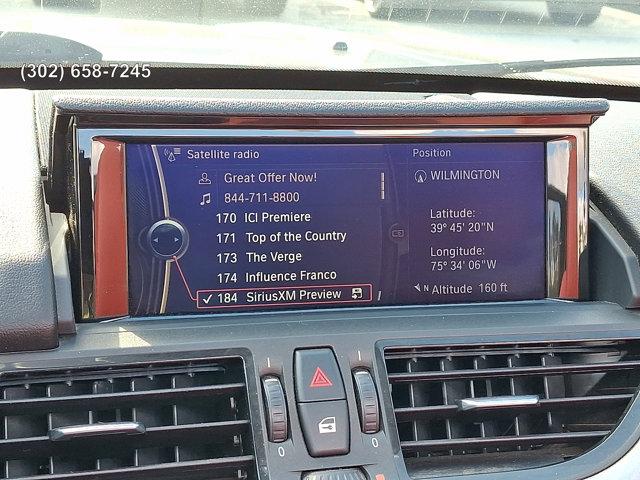 (302) 658-7245
Satellite radio
Great Offer Now!
844-711-8800
170 ICI Premiere
171 Top of the Country
173 The Verge
174 Influence Franco
184 SiriusXM Preview
Position
WILMINGTON
Latitude:
39° 45' 20"N
Longitude:
75° 34' 06"W
N Altitude 160 ft
0
0